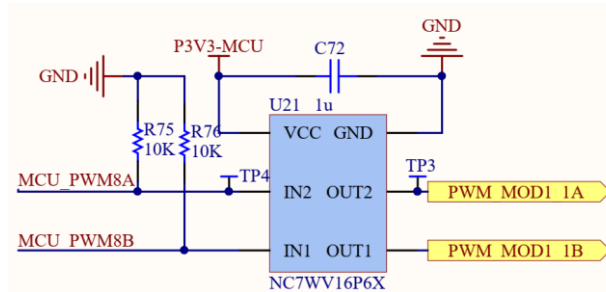 P3V3-MCU
C72
GND
GND
U21 1u
R75
10K
R76
10K
VCC GND
MCU_PWM8A
TP4
TP3
IN2 OUT2
PWM_MOD1_1A
MCU_PWM8B
IN1 OUT1
PWM_MOD1_1B
NC7WV16P6X